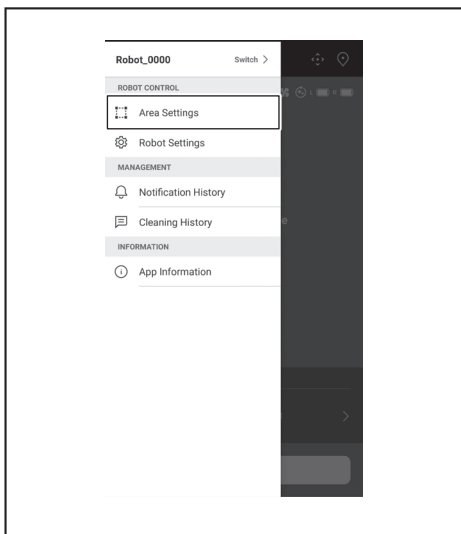 Robot_0000
Switch >
ROBOT CONTROL
L R
Area Settings
Robot Settings
MANAGEMENT
Notification History
Cleaning History
e
INFORMATION
i
App Information